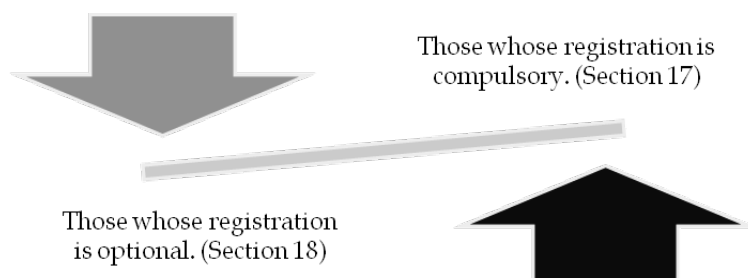 Those whose registration is
compulsory. (Section 17)
Those whose registration
is optional. (Section 18)